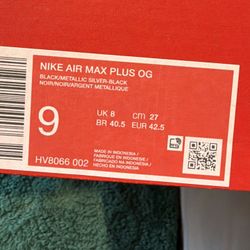 NIKE AIR MAX PLUS OG
BLACK/METALLIC SILVER-BLACK
NOIR/NOIR/ARGENT METALLIQUE
9
UK 8 cm 27
BR 40.5 EUR 42.5
HV8066 002
MADE IN INDONESIA /
FABRIQUÉ EN INDONÉSIE /
FABRICADO EN INDONESIA /
HECHO EN INDONESIA